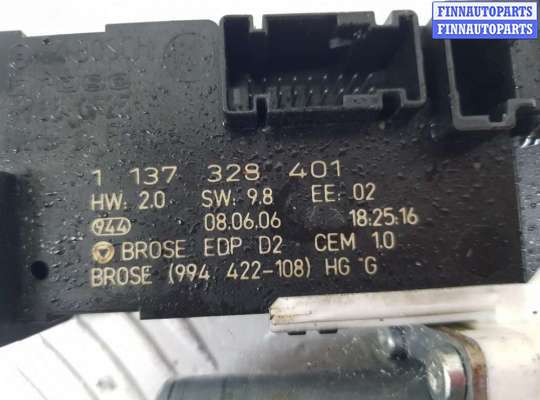 FINNAUTOPARTS
FINNAUTOPARTS
1 137 328 401
HW: 2.0 SW: 9.8 EE: 02
944 08.06.06 18:25:16
BROSE EDP D2 CEM 1.0
BROSE (994 422-108) HG G